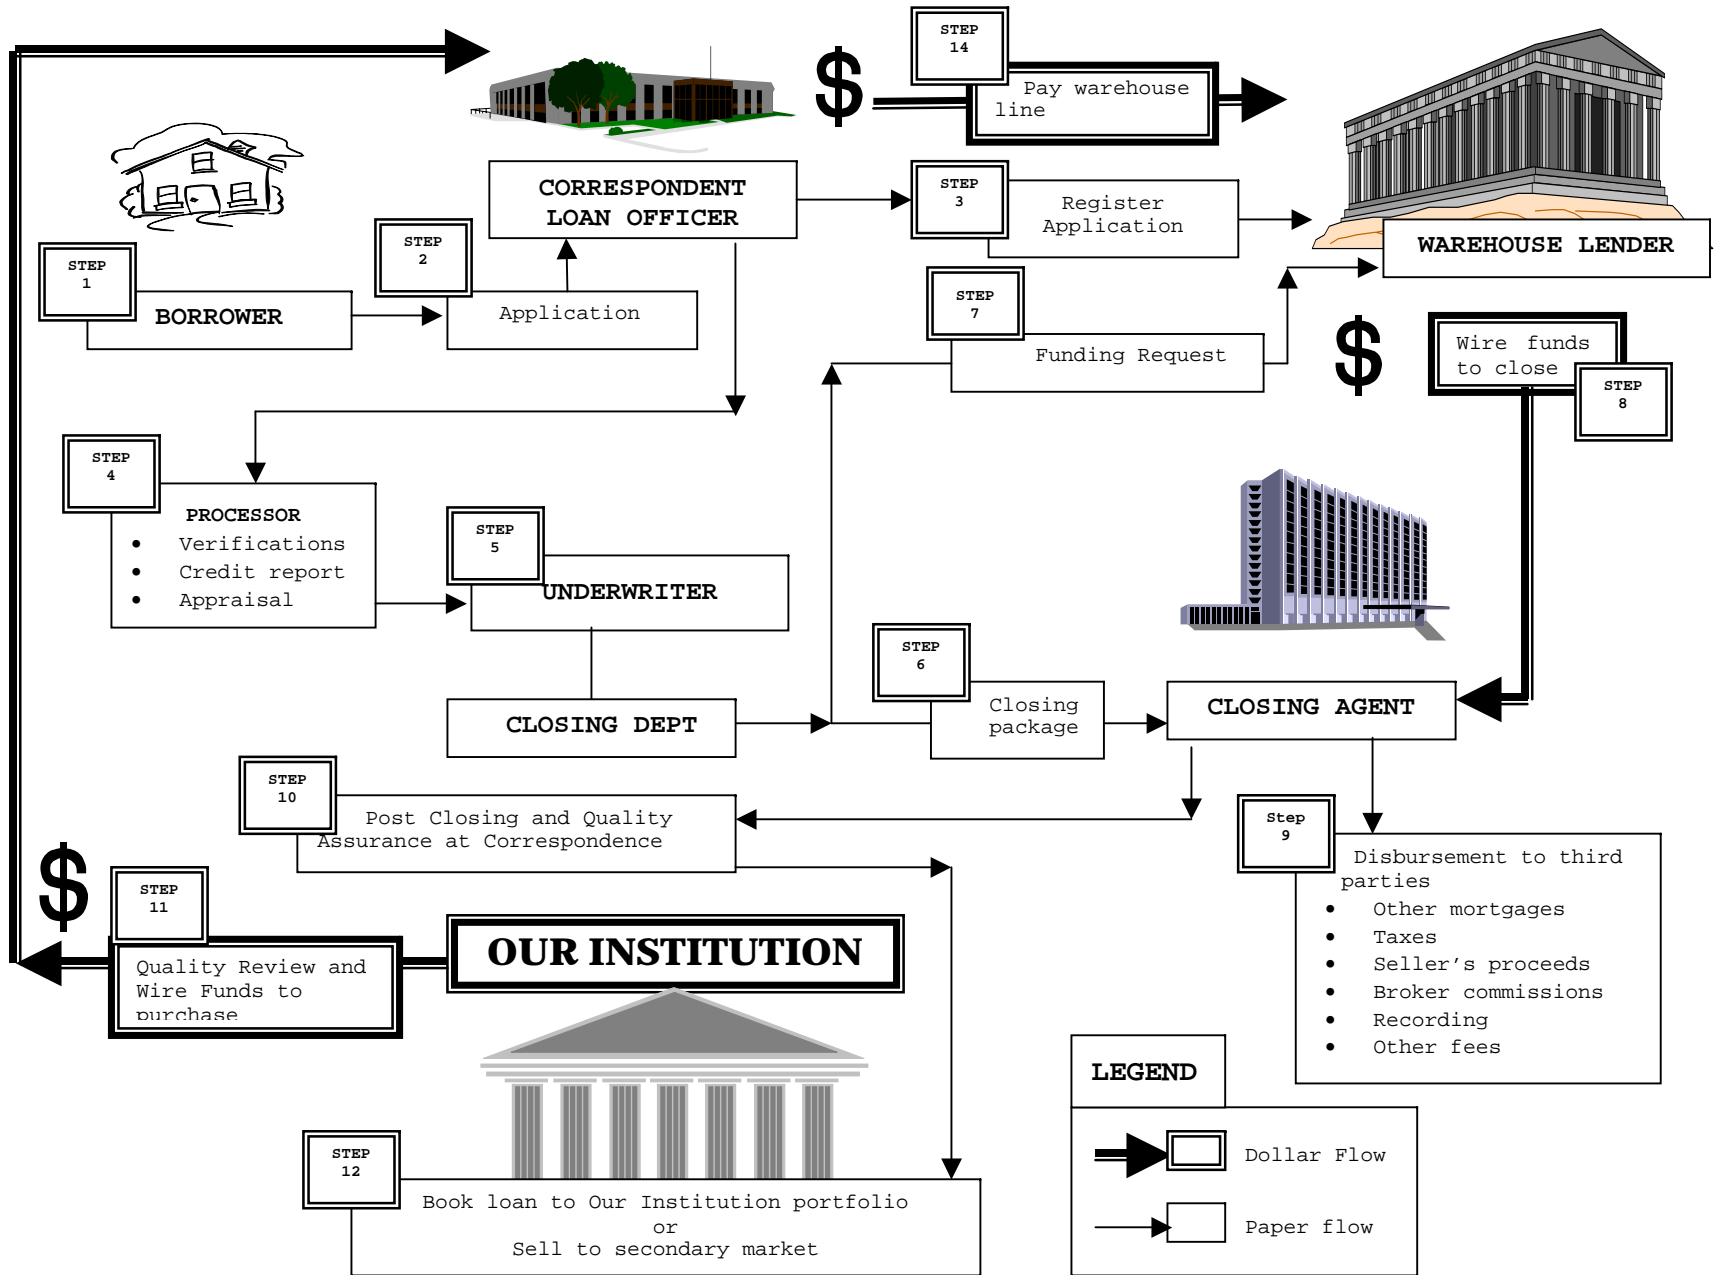 STEP
14
$
Pay warehouse
line
CORRESPONDENT
LOAN OFFICER
STEP
3
Register
Application
WAREHOUSE LENDER
STEP
1
BORROWER
STEP
2
Application
STEP
7
Funding Request
$
Wire funds
to close
STEP
8
STEP
4
PROCESSOR
• Verifications
• Credit report
• Appraisal
STEP
5
UNDERWRITER
CLOSING DEPT
STEP
6
Closing
package
CLOSING AGENT
STEP
10
Post Closing and Quality
Assurance at Correspondence
Step
9
Disbursement to third
parties
• Other mortgages
• Taxes
• Seller's proceeds
• Broker commissions
• Recording
• Other fees
$
STEP
11
Quality Review and
Wire Funds to
purchase
OUR INSTITUTION
STEP
12
Book loan to Our Institution portfolio
or
Sell to secondary market
LEGEND
Dollar Flow
Paper flow